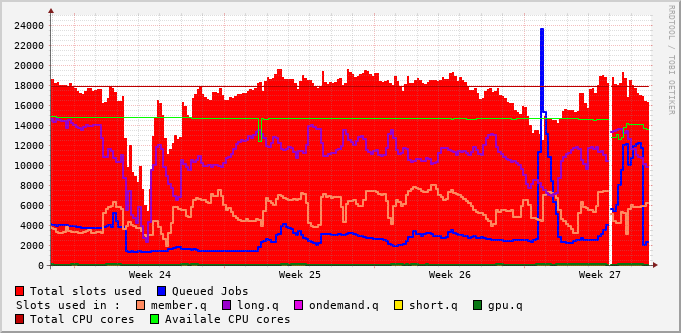 24000
22000
20000
18000
16000
14000
12000
10000
8000
6000
4000
2000
0
Week 24 Week 25 Week 26 Week 27
RRDTOOL / TOBI OETIKER
Total slots used Queued Jobs
Slots used in : member.q long.q ondemand.q short.q gpu.q
Total CPU cores Availale CPU cores